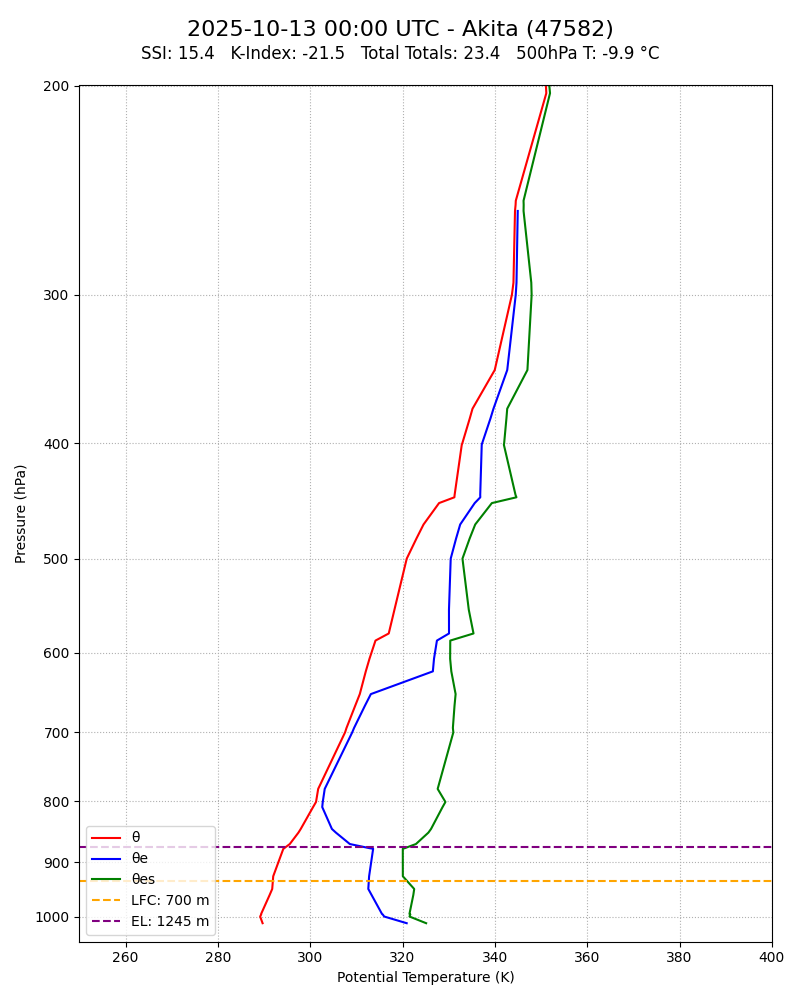 2025-10-13 00:00 UTC - Akita (47582)
SSI: 15.4   K-Index: -21.5   Total Totals: 23.4   500hPa T: -9.9 °C
200
300
400
500
600
700
800
900
1000
Pressure (hPa)
θ
θe
θes
LFC: 700 m
EL: 1245 m
260
280
300
320
340
360
380
400
Potential Temperature (K)